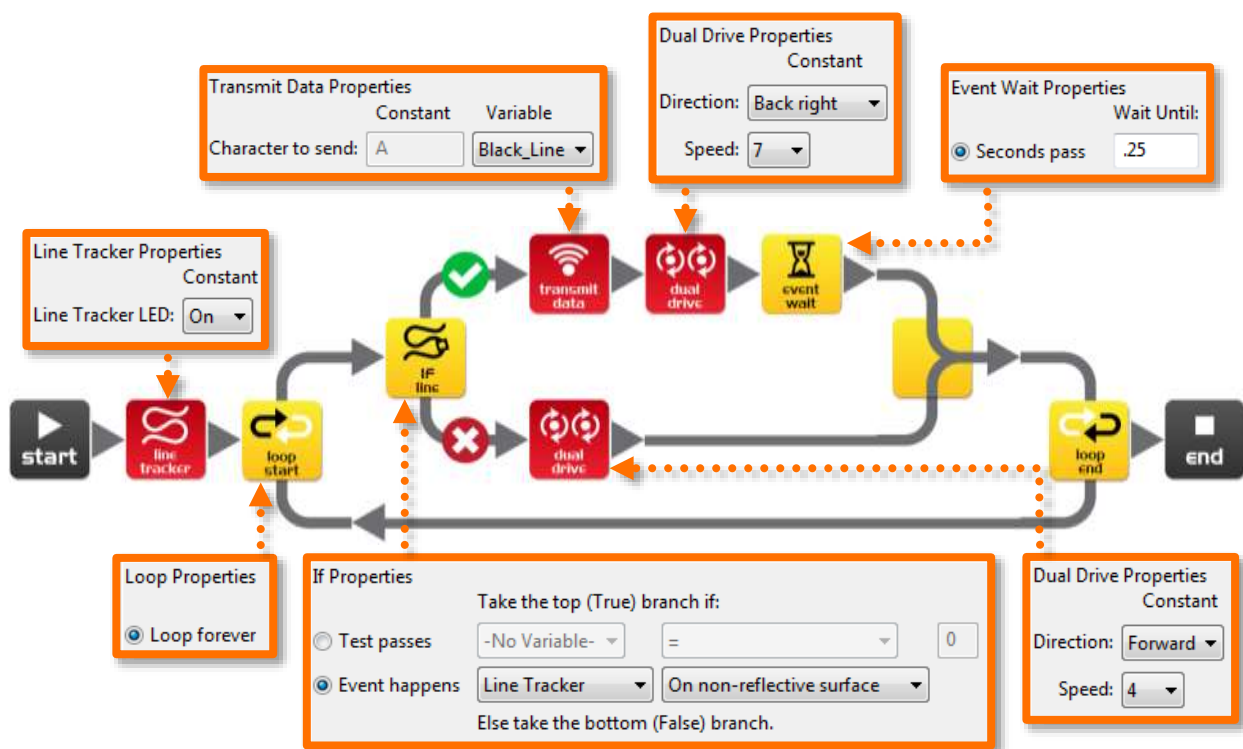 Dual Drive Properties
Constant
Direction: Back right
Speed: 7
Transmit Data Properties
Constant Variable
Character to send: A Black_Line
Event Wait Properties
Wait Until:
Seconds pass .25
Line Tracker Properties
Constant
Line Tracker LED: On
transmit
data
dual
drive
event
wait
IF
line
start
line
tracker
loop
start
dual
drive
loop
end
end
Loop Properties
Loop forever
If Properties
Take the top (True) branch if:
Test passes -No Variable- = 0
Event happens Line Tracker On non-reflective surface
Else take the bottom (False) branch.
Dual Drive Properties
Constant
Direction: Forward
Speed: 4